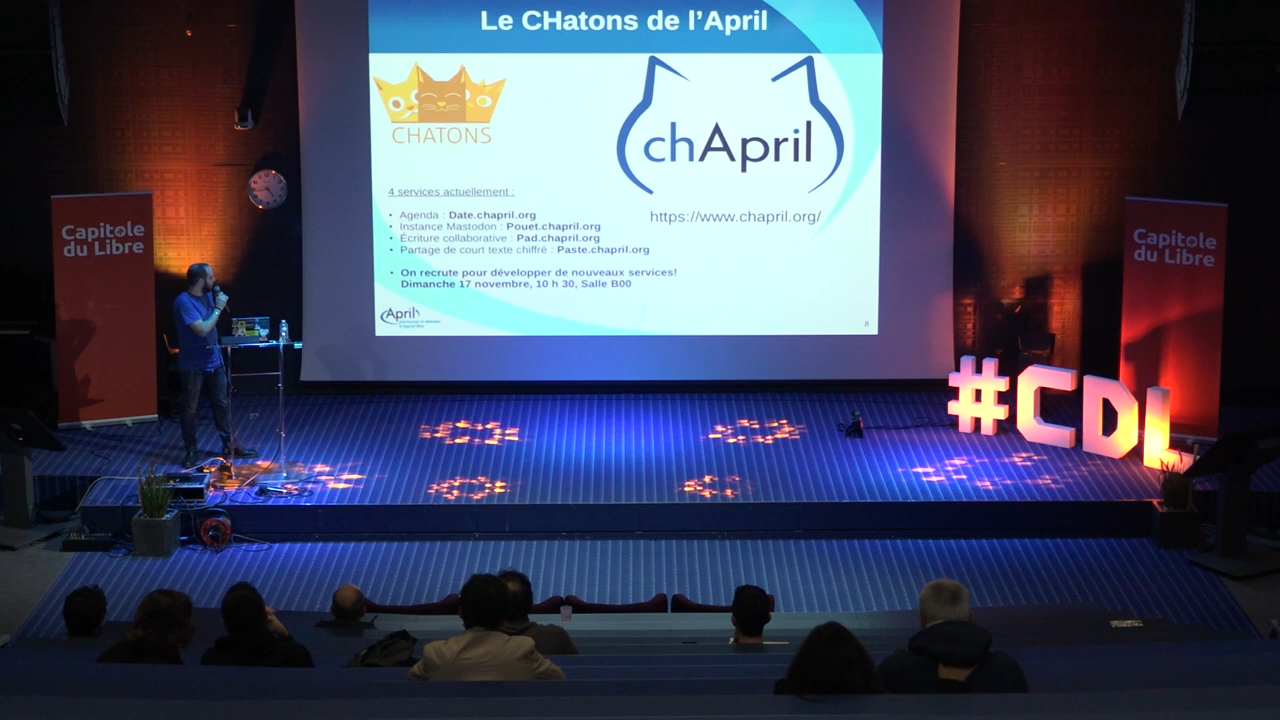 Le CHatons de l'April
CHATONS
chApril
4 services actuellement :
https://www.chapril.org/
• Agenda : Date.chapril.org
• Instance Mastodon : Pouet.chapril.org
• Écriture collaborative : Pad.chapril.org
• Partage de court texte chiffré : Paste.chapril.org
• On recrute pour développer de nouveaux services!
Dimanche 17 novembre, 10 h 30, Salle B00
April
8
Capitole
du Libre
Capitole
du Libre
#CDL